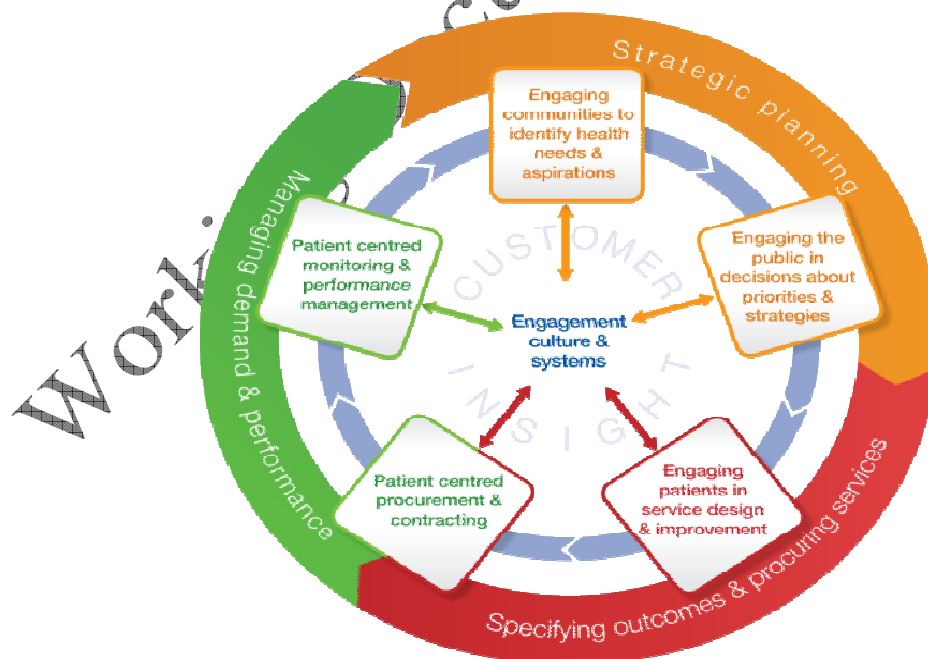 Strategic planning
Engaging
communities to
identify health
needs &
aspirations
Engaging the
public in
decisions about
priorities &
strategies
Engaging
patients in
service design
& improvement
Specifying outcomes & procuring services
Patient centred
procurement &
contracting
Patient centred
monitoring &
performance
management
Managing demand & performance
CUSTOMER
INSIGHT
Engagement
culture &
systems